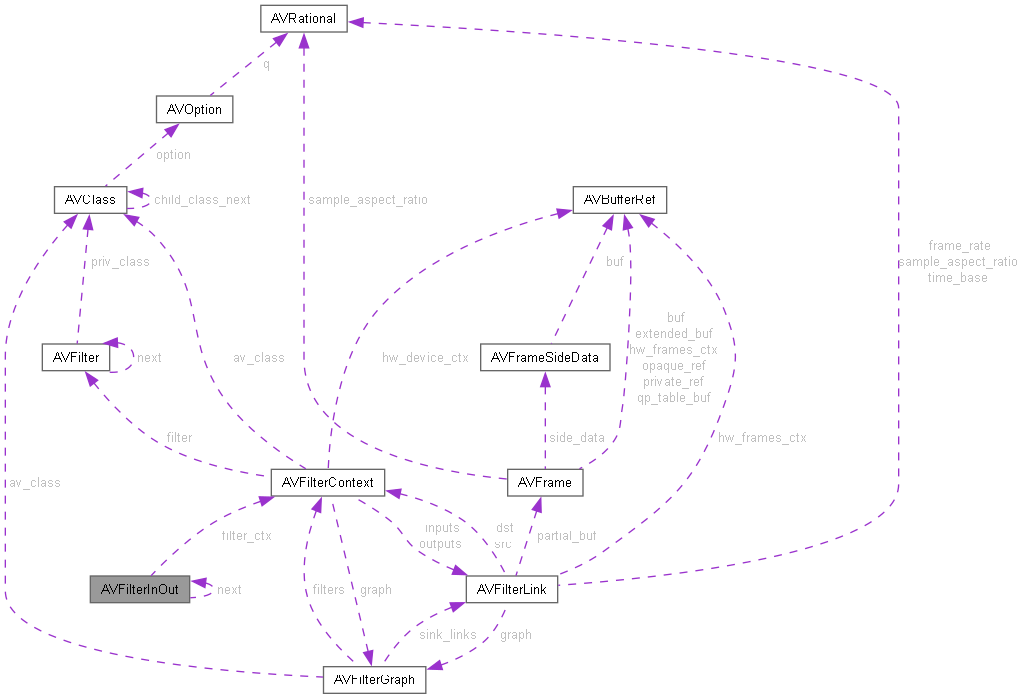 AVRational
q
AVOption
option
AVClass
child_class_next
sample_aspect_ratio
AVBufferRef
frame_rate
sample_aspect_ratio
time_base
priv_class
buf
buf
extended_buf
hw_frames_ctx
opaque_ref
private_ref
qp_table_buf
AVFilter
next
av_class
hw_device_ctx
AVFrameSideData
filter
side_data
hw_frames_ctx
av_class
AVFilterContext
AVFrame
filter_ctx
inputs
outputs
dst
src
partial_buf
AVFilterInOut
next
filters
graph
AVFilterLink
sink_links
graph
AVFilterGraph